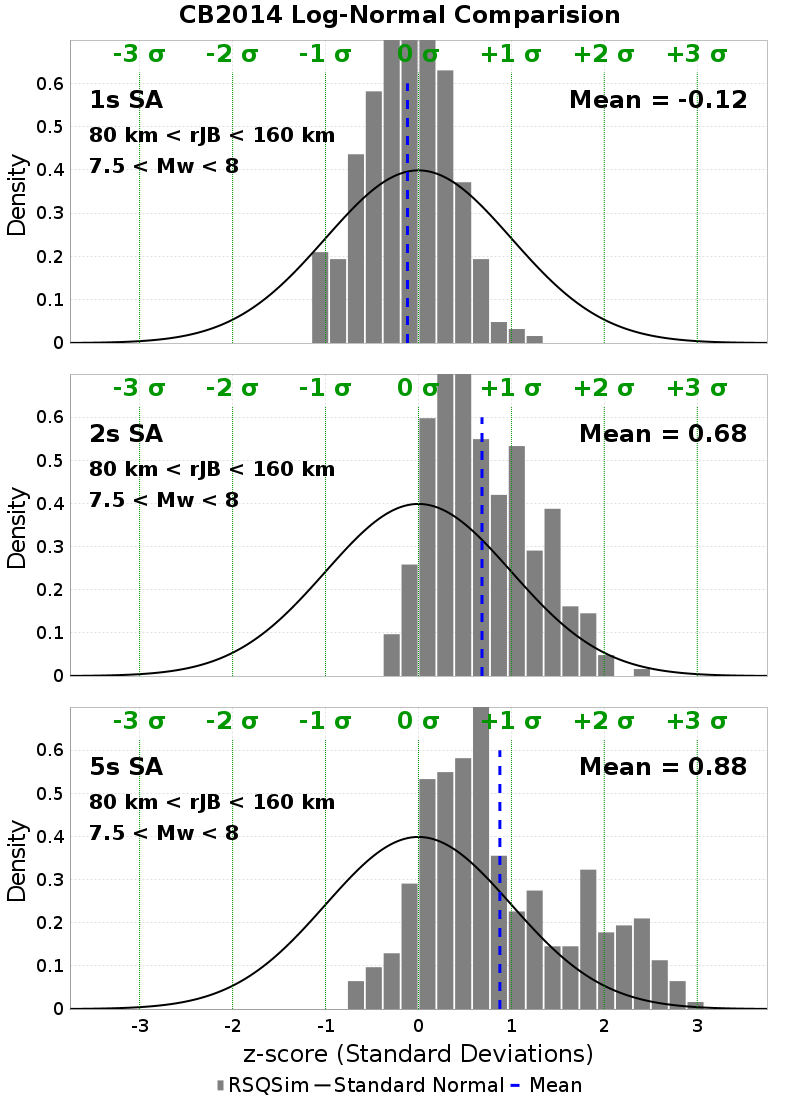 CB2014 Log-Normal Comparision
-3 σ -2 σ -1 σ 0 σ +1 σ +2 σ +3 σ
0.6
1s SA Mean = -0.12
0.5
80 km < rJB < 160 km
7.5 < Mw < 8
0.4
Density
0.3
0.2
0.1
0
-3 σ -2 σ -1 σ 0 σ +1 σ +2 σ +3 σ
0.6
2s SA Mean = 0.68
0.5
80 km < rJB < 160 km
7.5 < Mw < 8
0.4
Density
0.3
0.2
0.1
0
-3 σ -2 σ -1 σ 0 σ +1 σ +2 σ +3 σ
0.6
5s SA Mean = 0.88
0.5
80 km < rJB < 160 km
7.5 < Mw < 8
0.4
Density
0.3
0.2
0.1
0
-3 -2 -1 0 1 2 3
z-score (Standard Deviations)
RSQSim Standard Normal Mean